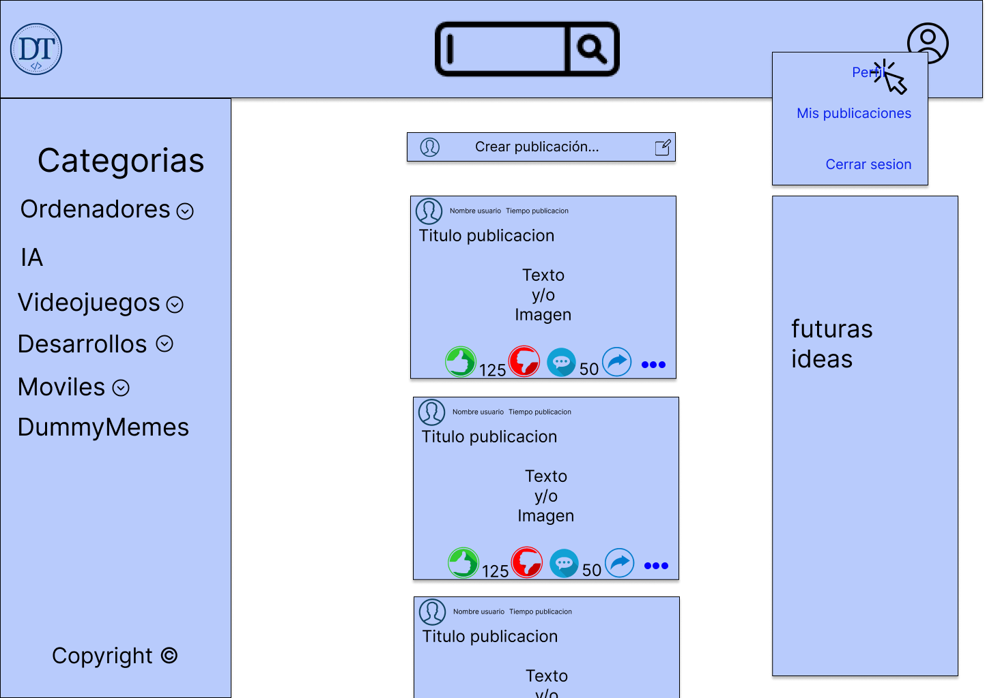 DT
</>
Perfil
Mis publicaciones
Cerrar sesion
Categorias
Ordenadores
IA
Videojuegos
Desarrollos
Moviles
DummyMemes
Copyright ©
Crear publicación...
Nombre usuario Tiempo publicacion
Titulo publicacion
Texto
y/o
Imagen
125 50
Nombre usuario Tiempo publicacion
Titulo publicacion
Texto
y/o
Imagen
125 50
Nombre usuario Tiempo publicacion
Titulo publicacion
Texto
y/o
futuras
ideas